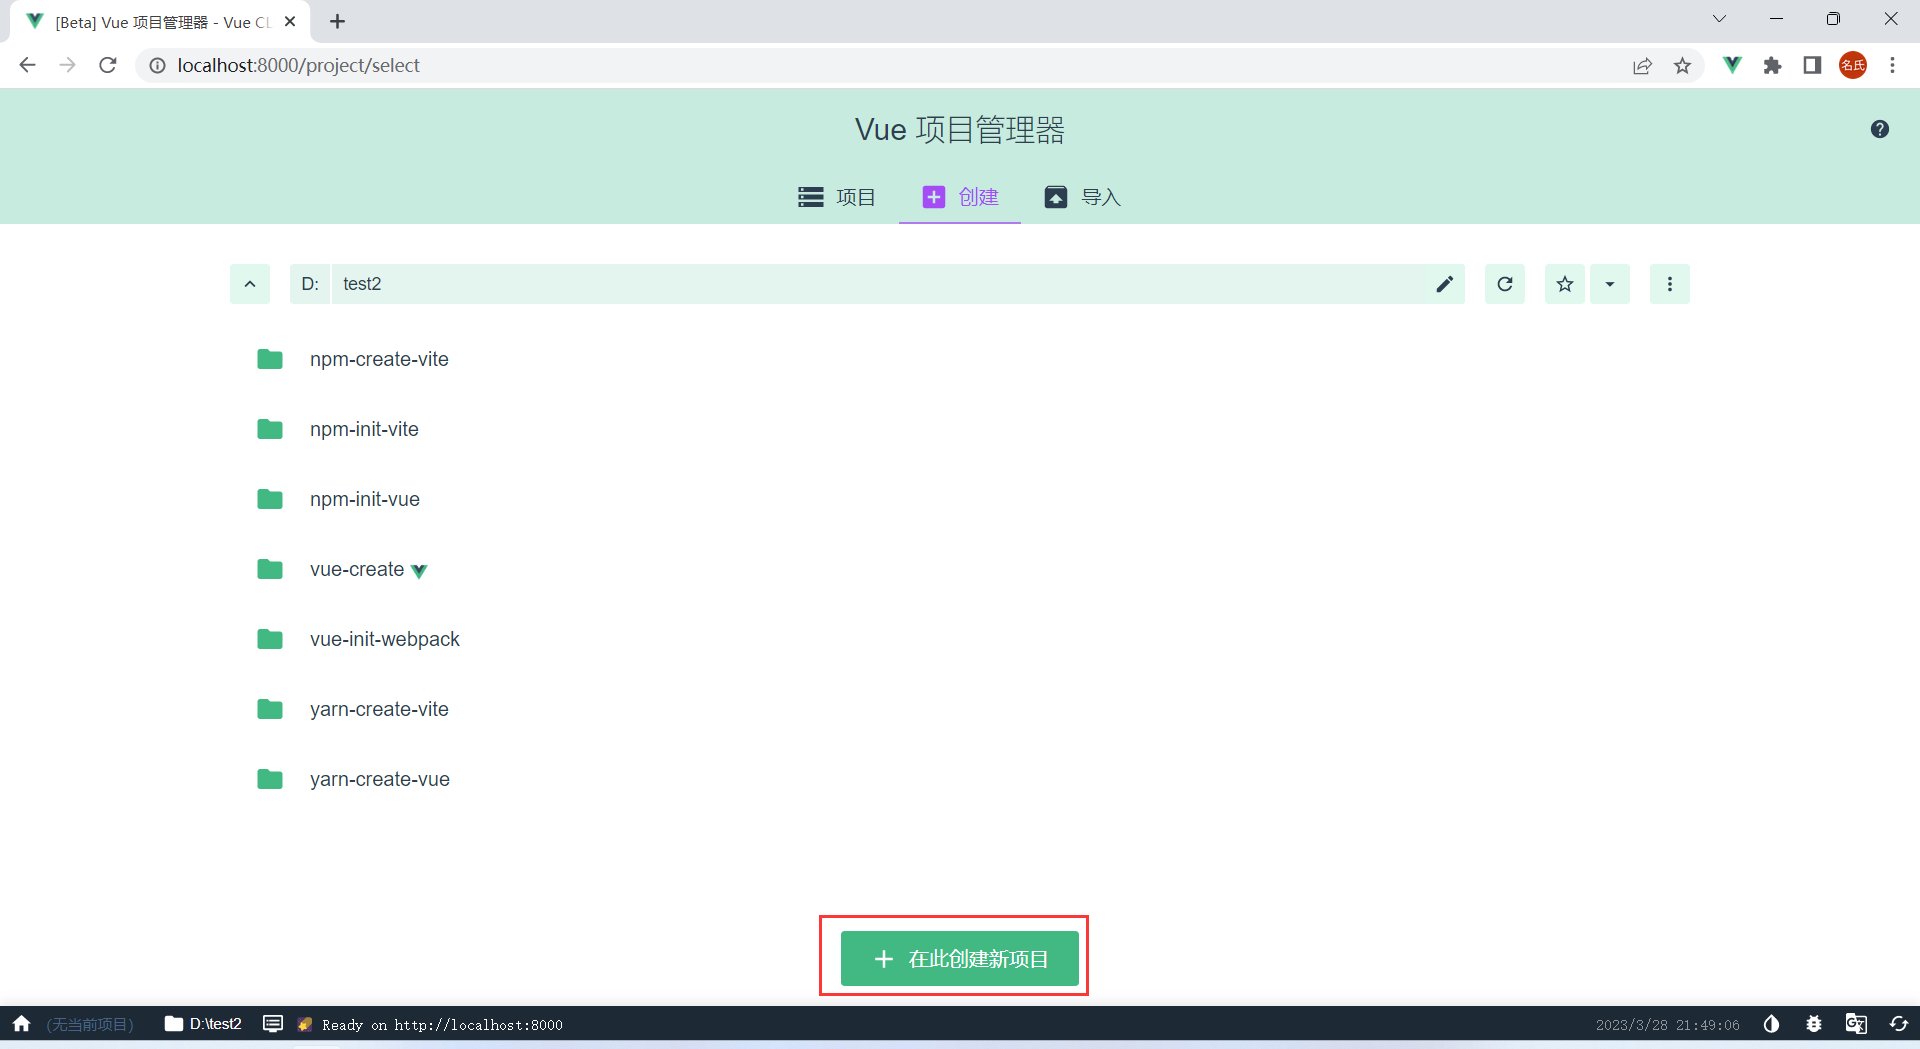 [Beta] Vue 项目管理器 - Vue CL
localhost:8000/project/select
名氏
Vue 项目管理器
项目 创建 导入
D: test2
npm-create-vite
npm-init-vite
npm-init-vue
vue-create
vue-init-webpack
yarn-create-vite
yarn-create-vue
在此创建新项目
(无当前项目) D:\test2 Ready on http://localhost:8000 2023/3/28 21:49:06